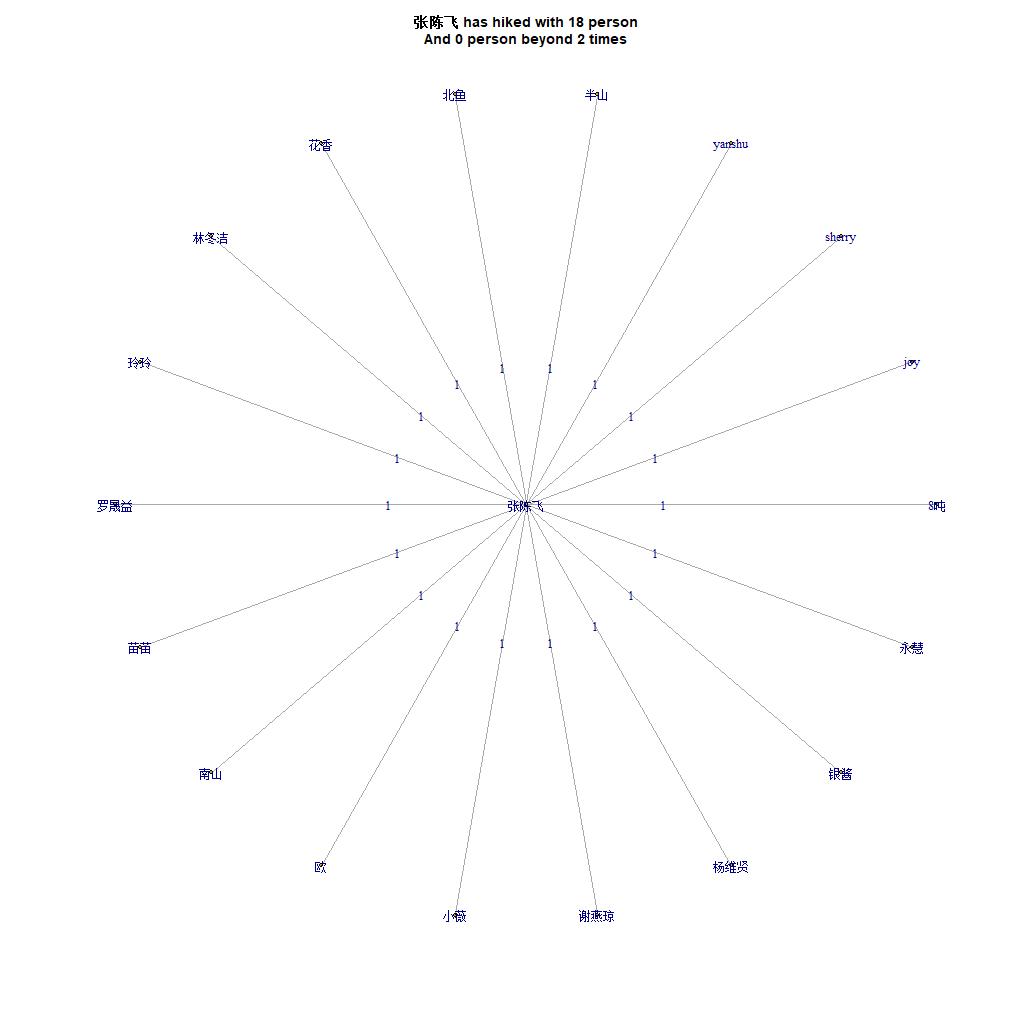 张陈飞 has hiked with 18 person
And 0 person beyond 2 times
北鱼
半山
花香
yanshu
林冬洁
sherry
玲玲
joy
1
1
1
1
1
1
1
1
罗晟益
1
张陈飞
1
8吨
1
1
1
1
1
1
1
1
苗苗
永慧
南山
银酱
欧
杨维贤
小薇
谢燕琼